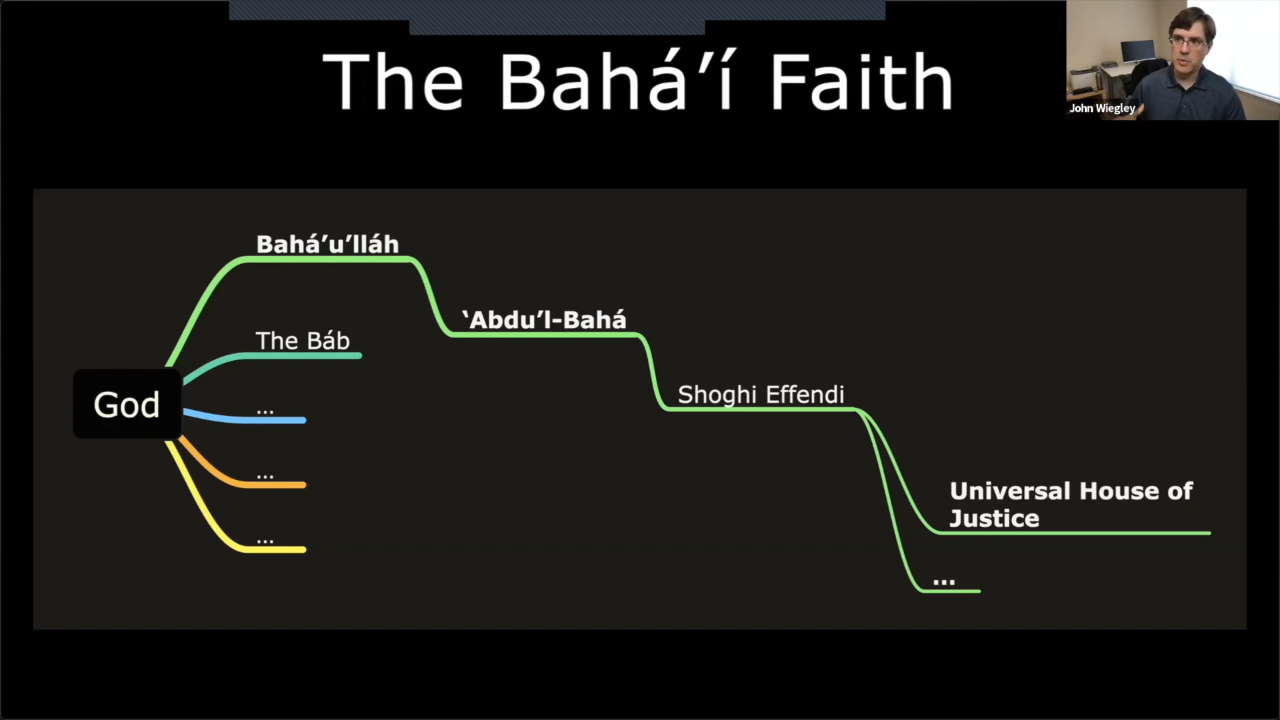 The Bahá’í Faith
John Wiegley
Bahá’u’lláh
‘Abdu’l-Bahá
The Báb
Shoghi Effendi
God
...
...
Universal House of
Justice
...
...